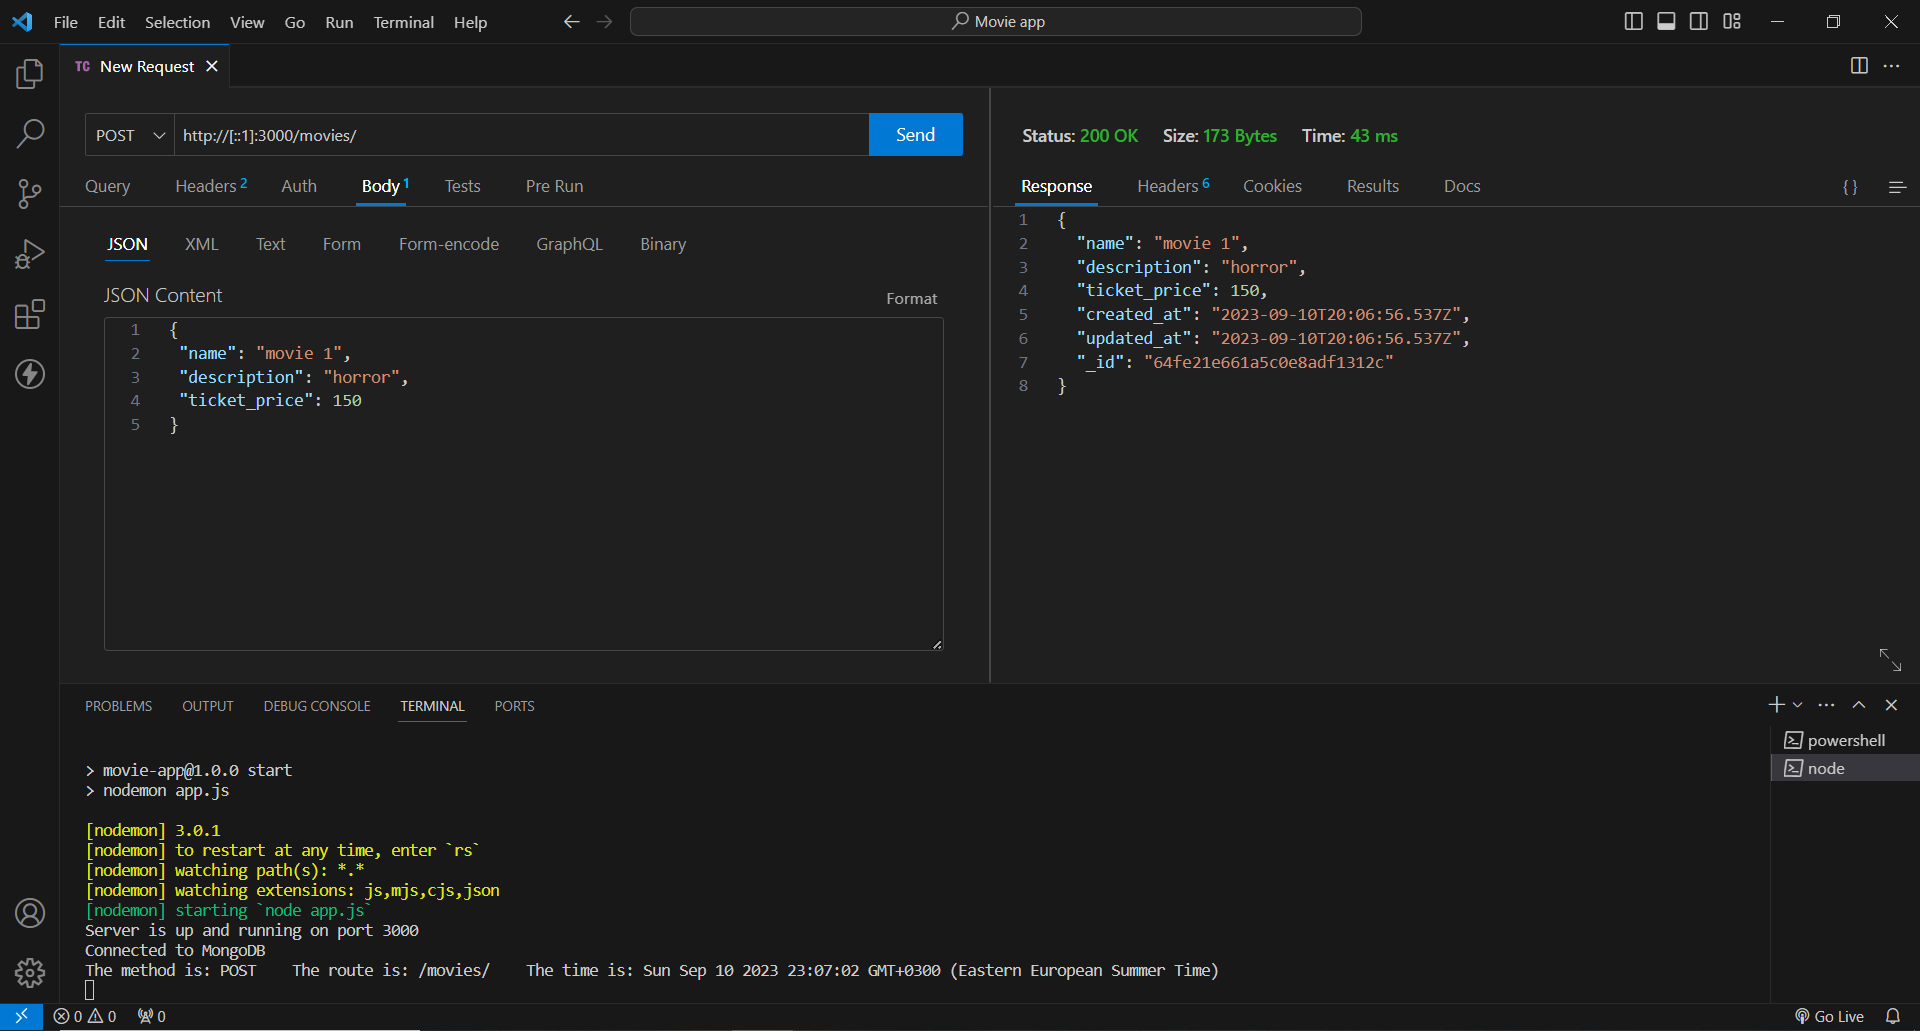 File Edit Selection View Go Run Terminal Help Movie app
TC New Request
POST http://[::1]:3000/movies/ Send
Query Headers 2 Auth Body 1 Tests Pre Run
JSON XML Text Form Form-encode GraphQL Binary
JSON Content Format
1 {
2 "name": "movie 1",
3 "description": "horror",
4 "ticket_price": 150
5 }
Status: 200 OK Size: 173 Bytes Time: 43 ms
Response Headers 6 Cookies Results Docs {}
1 {
2 "name": "movie 1",
3 "description": "horror",
4 "ticket_price": 150,
5 "created_at": "2023-09-10T20:06:56.537Z",
6 "updated_at": "2023-09-10T20:06:56.537Z",
7 "_id": "64fe21e661a5c0e8adf1312c"
8 }
PROBLEMS OUTPUT DEBUG CONSOLE TERMINAL PORTS
> movie-app@1.0.0 start
> nodemon app.js
[nodemon] 3.0.1
[nodemon] to restart at any time, enter `rs`
[nodemon] watching path(s): *.*
[nodemon] watching extensions: js,mjs,cjs,json
[nodemon] starting `node app.js`
Server is up and running on port 3000
Connected to MongoDB
The method is: POST The route is: /movies/ The time is: Sun Sep 10 2023 23:07:02 GMT+0300 (Eastern European Summer Time)
powershell
node
0 0 0 Go Live